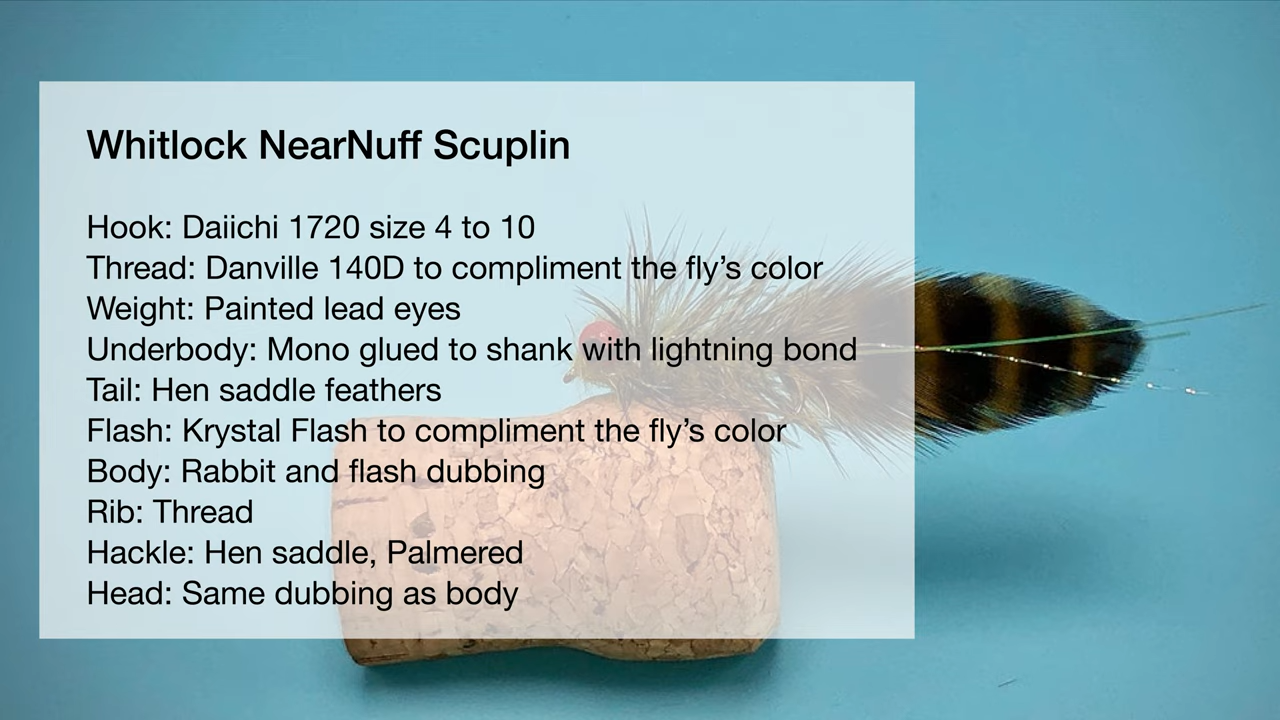 Whitlock NearNuff Scuplin
Hook: Daiichi 1720 size 4 to 10
Thread: Danville 140D to compliment the fly’s color
Weight: Painted lead eyes
Underbody: Mono glued to shank with lightning bond
Tail: Hen saddle feathers
Flash: Krystal Flash to compliment the fly’s color
Body: Rabbit and flash dubbing
Rib: Thread
Hackle: Hen saddle, Palmered
Head: Same dubbing as body